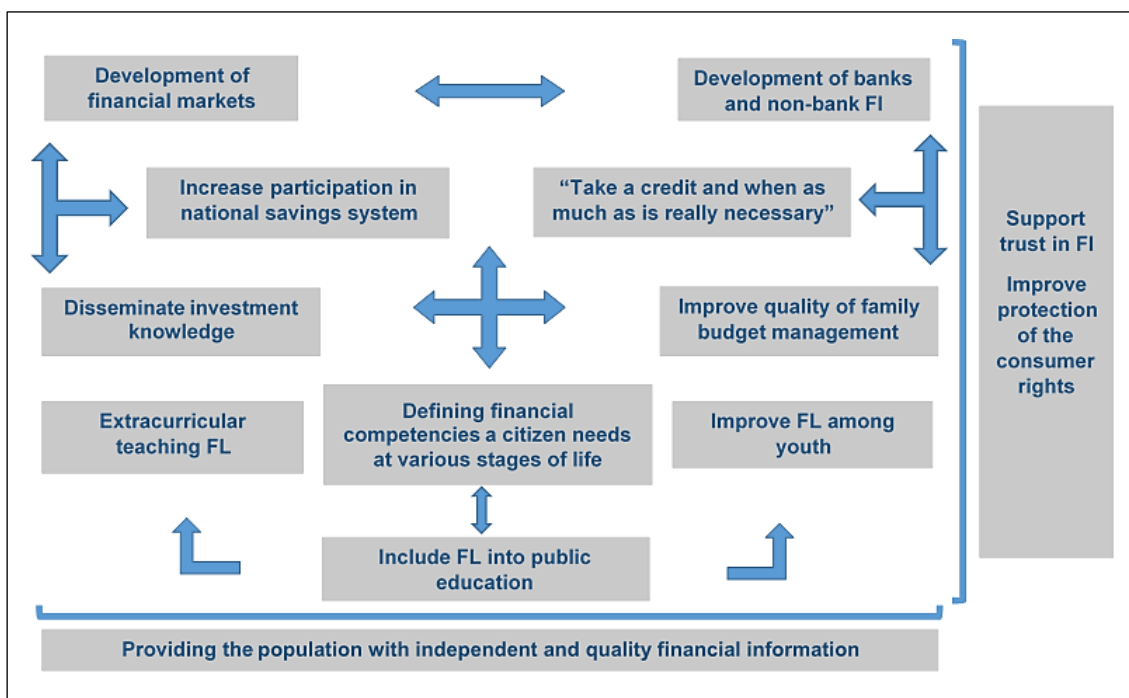 Development of
financial markets
Development of banks
and non-bank FI
Increase participation in
national savings system
“Take a credit and when as
much as is really necessary”
Support
trust in FI
Improve
protection
of the
consumer
rights
Disseminate investment
knowledge
Improve quality of family
budget management
Extracurricular
teaching FL
Defining financial
competencies a citizen needs
at various stages of life
Improve FL among
youth
Include FL into public
education
Providing the population with independent and quality financial information